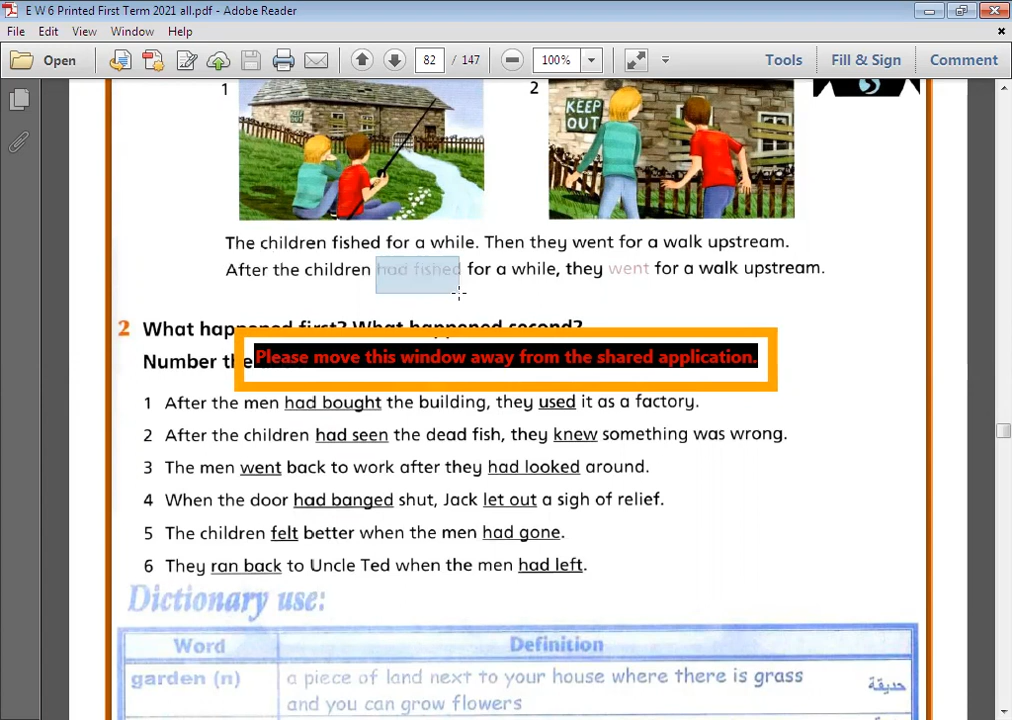 E W 6 Printed First Term 2021 all.pdf - Adobe Reader
File Edit View Window Help
Open 82 / 147 100% Tools Fill & Sign Comment
1 2
KEEP OUT KEEP OUT
The children fished for a while. Then they went for a walk upstream.
After the children had fished for a while, they went for a walk upstream.
2 What happened first? What happened second?
Number the
Please move this window away from the shared application.
1 After the men had bought the building, they used it as a factory.
2 After the children had seen the dead fish, they knew something was wrong.
3 The men went back to work after they had looked around.
4 When the door had banged shut, Jack let out a sigh of relief.
5 The children felt better when the men had gone.
6 They ran back to Uncle Ted when the men had left.
Dictionary use:
Word Definition
garden (n) a piece of land next to your house where there is grass حديقة
and you can grow flowers